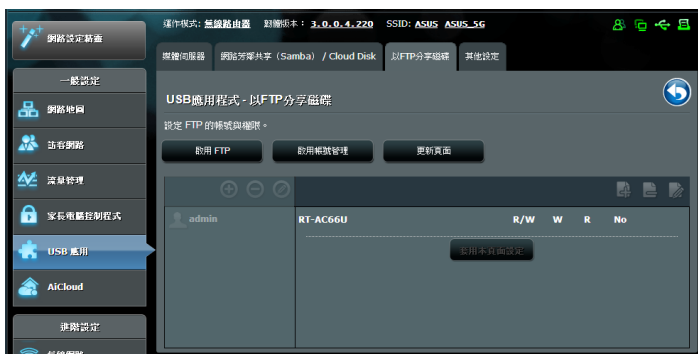 運作模式：無線路由器 韌體版本：3.0.0.4.220 SSID: ASUS ASUS_5G
網路設定精靈
媒體伺服器 網路芳鄰共享 (Samba) / Cloud Disk 以FTP分享磁碟 其他設定
一般設定
USB應用程式 - 以FTP分享磁碟
網路地圖
設定 FTP 的帳號與權限。
訪客網路
啟用 FTP 啟用帳號管理 更新頁面
流量管理
家長電腦控制程式
admin RT-AC66U R/W W R No
USB 應用
套用本頁面設定
AiCloud
進階設定
無線網路